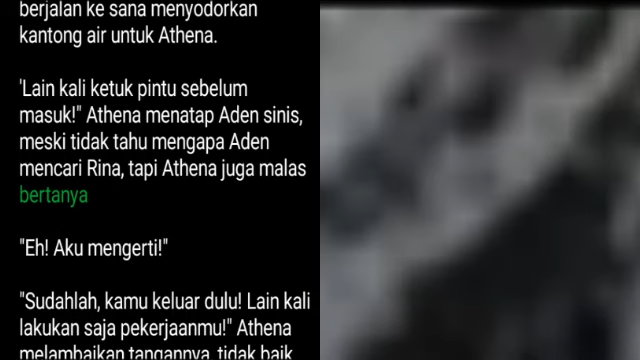 berjalan ke sana menyodorkan
kantong air untuk Athena.
'Lain kali ketuk pintu sebelum
masuk!" Athena menatap Aden sinis,
meski tidak tahu mengapa Aden
mencari Rina, tapi Athena juga malas
bertanya
"Eh! Aku mengerti!"
"Sudahlah, kamu keluar dulu! Lain kali
lakukan saja pekerjaanmu!" Athena
melambaikan tangannya, tidak baik